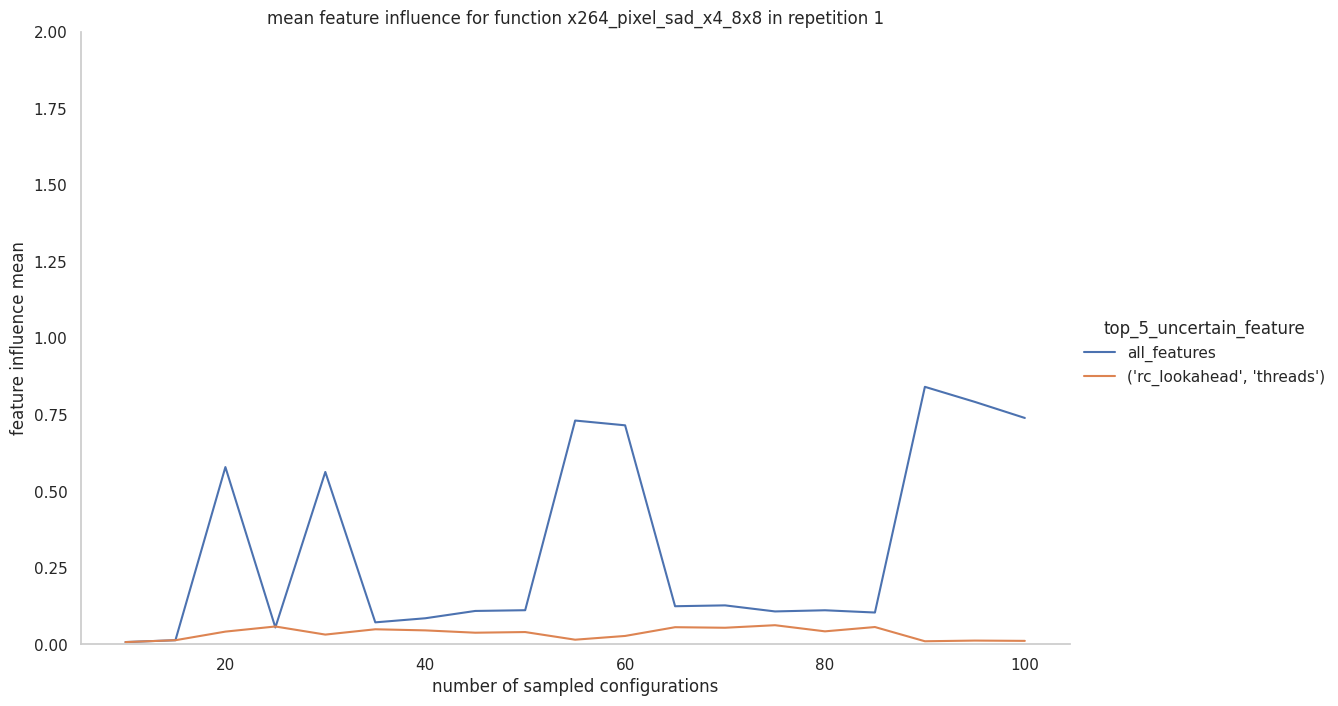 mean feature influence for function x264_pixel_sad_x4_8x8 in repetition 1
2.00
1.75
1.50
1.25
1.00
0.75
0.50
0.25
0.00
feature influence mean
20
40
60
80
100
number of sampled configurations
top_5_uncertain_feature
all_features
('rc_lookahead', 'threads')